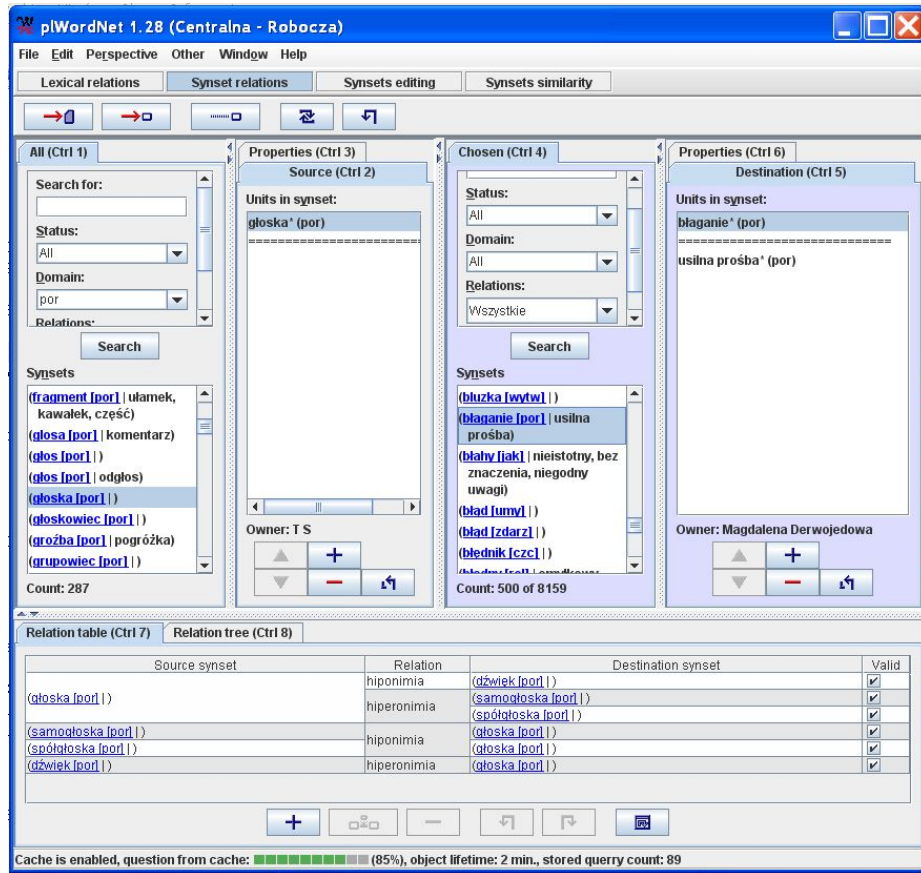 plWordNet 1.28 (Centralna - Robocza)
File Edit Perspective Other Window Help
Lexical relations Synset relations Synsets editing Synsets similarity
All (Ctrl 1)
Search for:
Status:
All
Domain:
por
Relations:
Search
Synsets
(fragment [por] | ułamek,
kawałek, część)
(glosa [por] | komentarz)
(głos [por] | )
(głos [por] | odgłos)
(głoska [por] | )
(głoskowiec [por] | )
(groźba [por] | pogróżka)
(grupowiec [por] | )
Count: 287
Properties (Ctrl 3)
Source (Ctrl 2)
Units in synset:
głoska* (por)
==========================
Owner: T S
Chosen (Ctrl 4)
Status:
All
Domain:
All
Relations:
Wszystkie
Search
Synsets
(bluzka [wytw] | )
(błaganie [por] | usilna
prośba)
(błahy [jak] | nieistotny, bez
znaczenia, niegodny
uwagi)
(błąd [umy] | )
(błąd [zdarz] | )
(błędnik [czc] | )
Count: 500 of 8159
Properties (Ctrl 6)
Destination (Ctrl 5)
Units in synset:
błaganie* (por)
==============================
usilna prośba* (por)
Owner: Magdalena Derwojedowa
Relation table (Ctrl 7) Relation tree (Ctrl 8)
Source synset Relation Destination synset Valid
(głoska [por] | ) hiponimia (dźwięk [por] | )
hiperonimia (samogłoska [por] | )
(spółgłoska [por] | )
(samogłoska [por] | ) hiponimia (głoska [por] | )
(spółgłoska [por] | ) (głoska [por] | )
(dźwięk [por] | ) hiperonimia (głoska [por] | )
Cache is enabled, question from cache: (85%), object lifetime: 2 min., stored querry count: 89